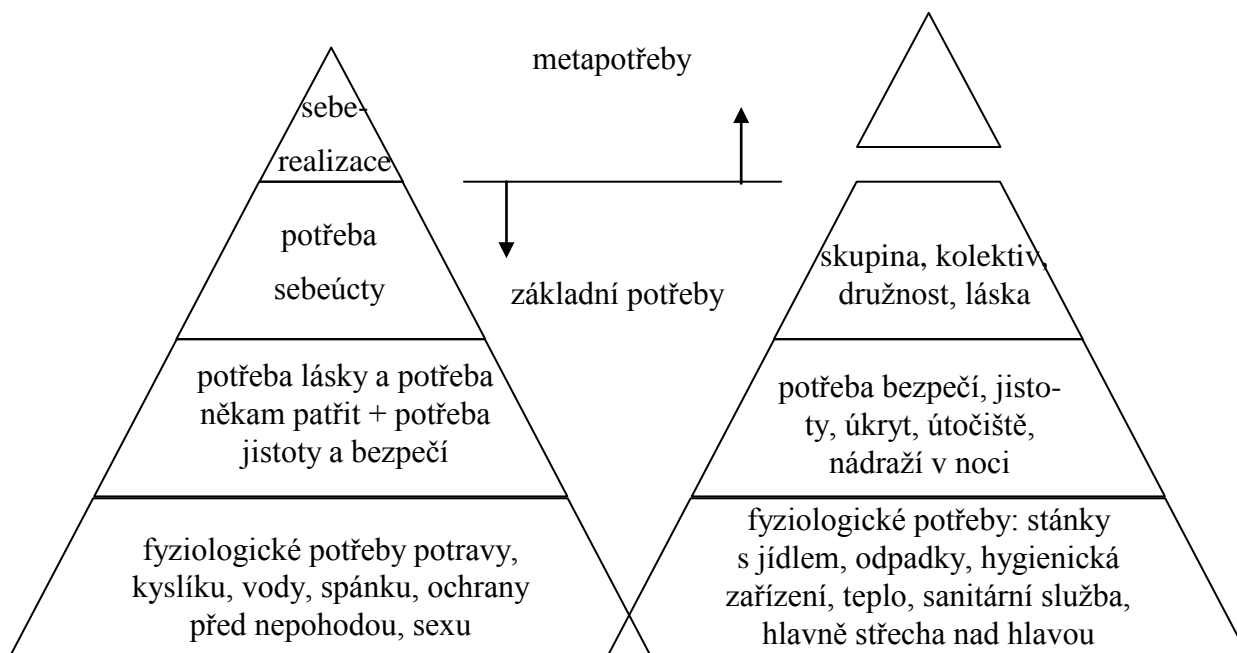 sebe-
realizace
potřeba
sebeúcty
potřeba lásky a potřeba
někam patřit + potřeba
jistoty a bezpečí
fyziologické potřeby potravy,
kyslíku, vody, spánku, ochrany
před nepohodou, sexu
metapotřeby
základní potřeby
skupina, kolektiv,
družnost, láska
potřeba bezpečí, jisto-
ty, úkryt, útočiště,
nádraží v noci
fyziologické potřeby: stánky
s jídlem, odpadky, hygienická
zařízení, teplo, sanitární služba,
hlavně střecha nad hlavou